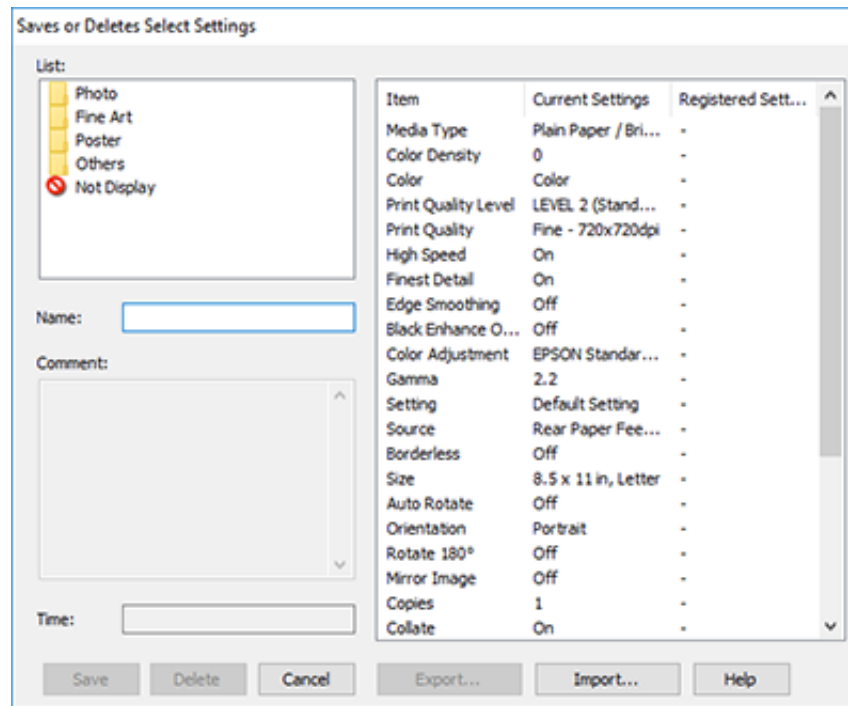 Saves or Deletes Select Settings
List:
Photo
Fine Art
Poster
Others
Not Display
Name:
Comment:
Time:
Item Current Settings Registered Sett...
Media Type Plain Paper / Bri... -
Color Density 0 -
Color Color -
Print Quality Level LEVEL 2 (Stand... -
Print Quality Fine - 720x720dpi -
High Speed On -
Finest Detail On -
Edge Smoothing Off -
Black Enhance O... Off -
Color Adjustment EPSON Standar... -
Gamma 2.2 -
Setting Default Setting -
Source Rear Paper Fee... -
Borderless Off -
Size 8.5 x 11 in, Letter -
Auto Rotate Off -
Orientation Portrait -
Rotate 180° Off -
Mirror Image Off -
Copies 1 -
Collate On -
Save Delete Cancel Export... Import... Help